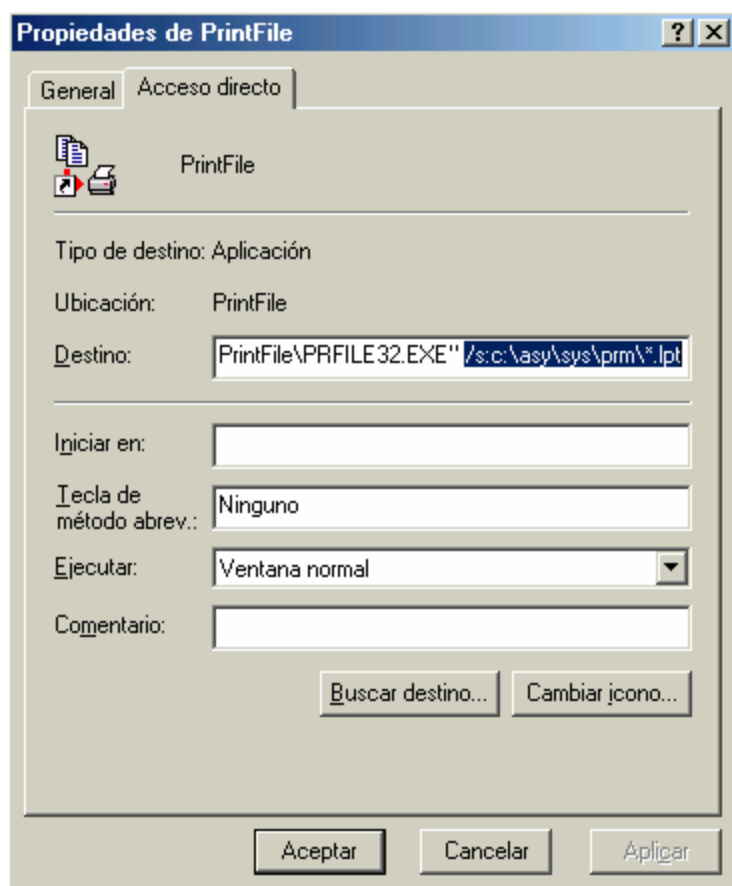 Propiedades de PrintFile
General Acceso directo
PrintFile
Tipo de destino: Aplicación
Ubicación: PrintFile
Destino: PrintFile\PRFILE32.EXE" /s:c:\asy\sys\prm\*.lpt
Iniciar en:
Tecla de
método abrev.: Ninguno
Ejecutar: Ventana normal
Comentario:
Buscar destino... Cambiar icono...
Aceptar Cancelar Aplicar